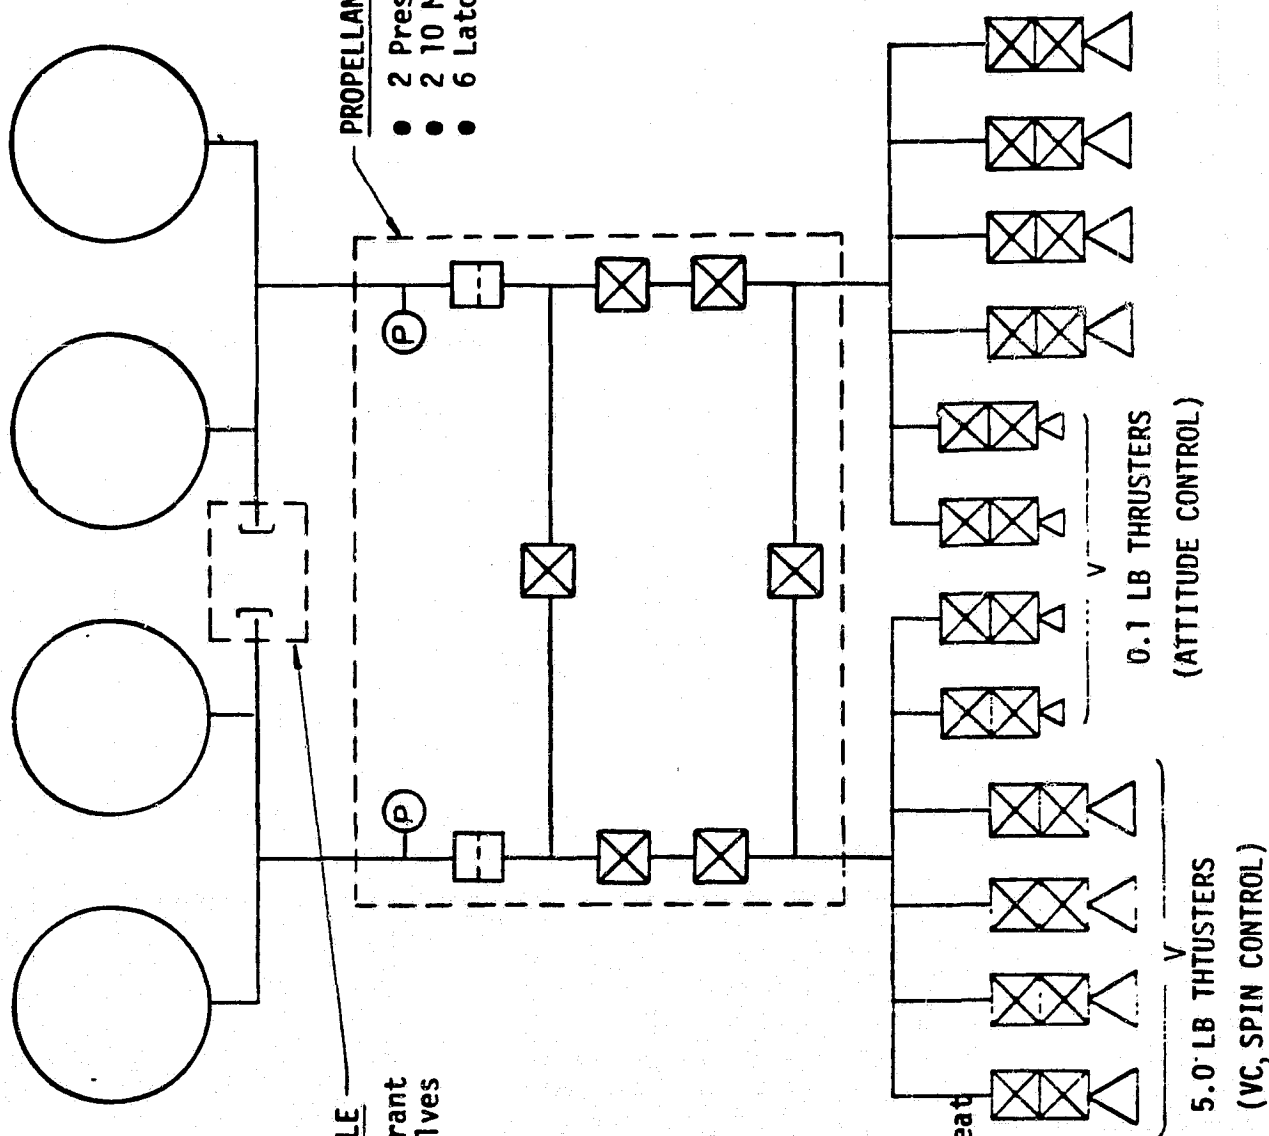 PROPELLAN
● 2 Pres
● 2 10 M
● 6 Latc
P
P
LE
rant
lves
eat
0.1 LB THRUSTERS
(ATTITUDE CONTROL)
5.0 LB THTUSTERS
(VC, SPIN CONTROL)